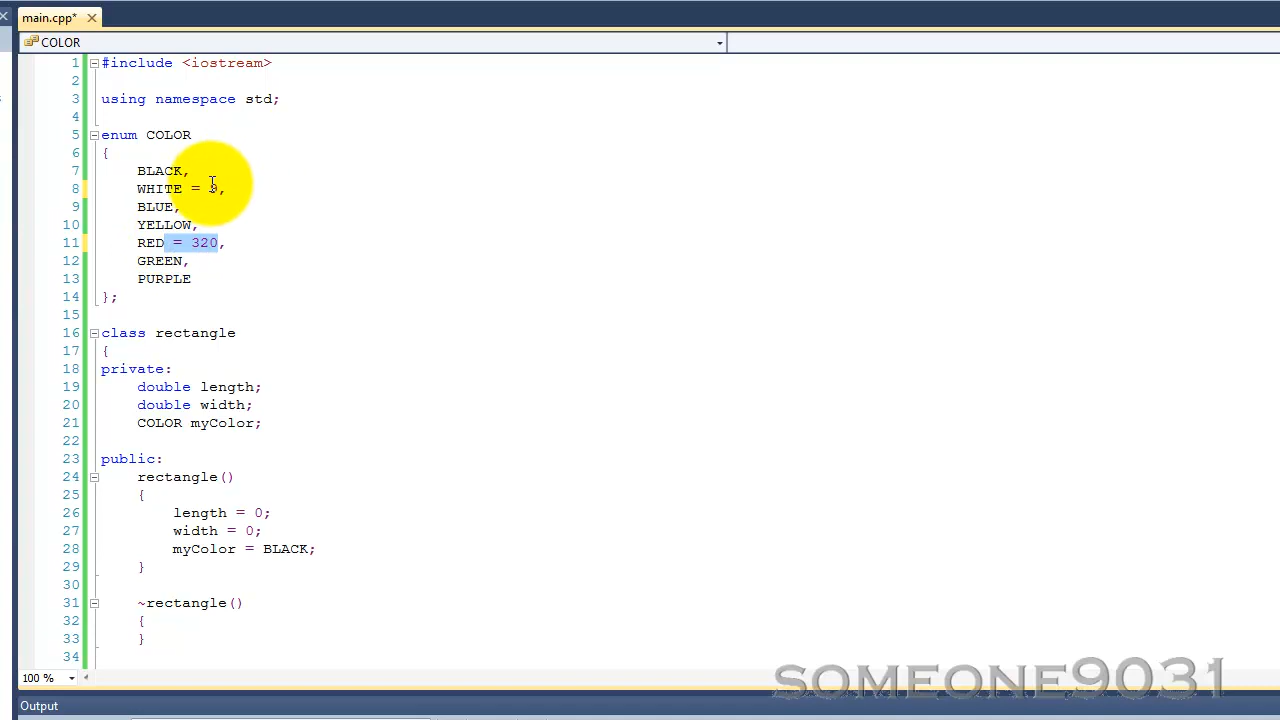 main.cpp*
COLOR
1 #include <iostream>
2
3 using namespace std;
4
5 enum COLOR
6 {
7 BLACK,
8 WHITE = ,
9 BLUE,
10 YELLOW,
11 RED = 320,
12 GREEN,
13 PURPLE
14 };
15
16 class rectangle
17 {
18 private:
19 double length;
20 double width;
21 COLOR myColor;
22
23 public:
24 rectangle()
25 {
26 length = 0;
27 width = 0;
28 myColor = BLACK;
29 }
30
31 ~rectangle()
32 {
33 }
34
100 %
SOMEONE9031
Output